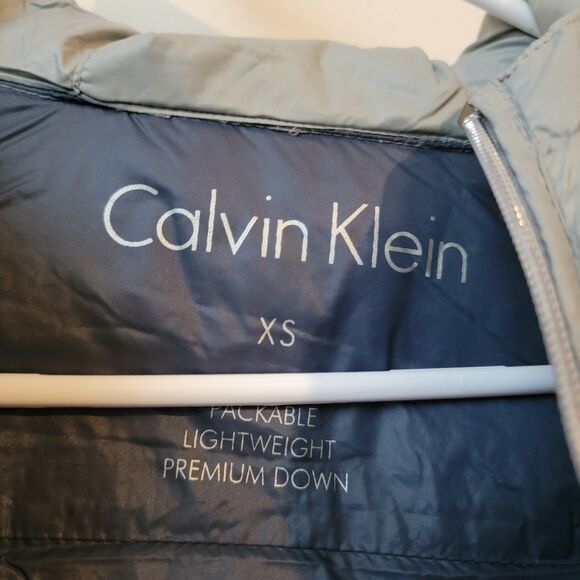 Calvin Klein
XS
PACKABLE
LIGHTWEIGHT
PREMIUM DOWN